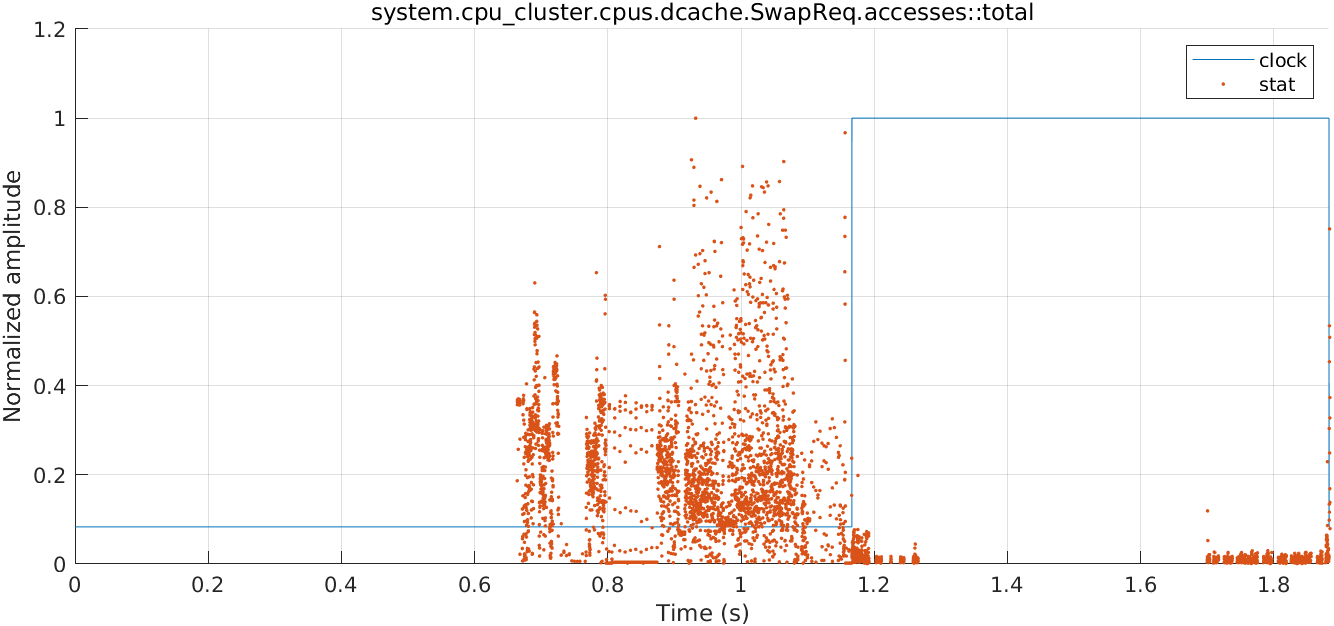 system.cpu_cluster.cpus.dcache.SwapReq.accesses::total
1.2
1
0.8
0.6
0.4
0.2
0
Normalized amplitude
clock
stat
0 0.2 0.4 0.6 0.8 1 1.2 1.4 1.6 1.8
Time (s)